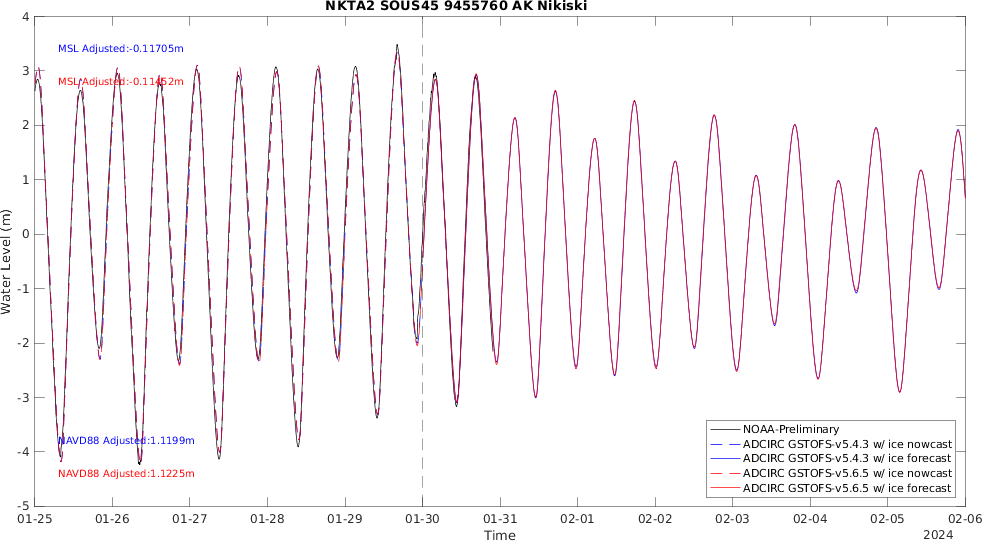 NKTA2 SOUS45 9455760 AK Nikiski
4
3
2
1
0
-1
-2
-3
-4
-5
Water Level (m)
MSL Adjusted:-0.11705m
MSL Adjusted:-0.11452m
NAVD88 Adjusted:1.1199m
NAVD88 Adjusted:1.1225m
NOAA-Preliminary
ADCIRC GSTOFS-v5.4.3 w/ ice nowcast
ADCIRC GSTOFS-v5.4.3 w/ ice forecast
ADCIRC GSTOFS-v5.6.5 w/ ice nowcast
ADCIRC GSTOFS-v5.6.5 w/ ice forecast
01-25 01-26 01-27 01-28 01-29 01-30 01-31 02-01 02-02 02-03 02-04 02-05 02-06
Time
2024